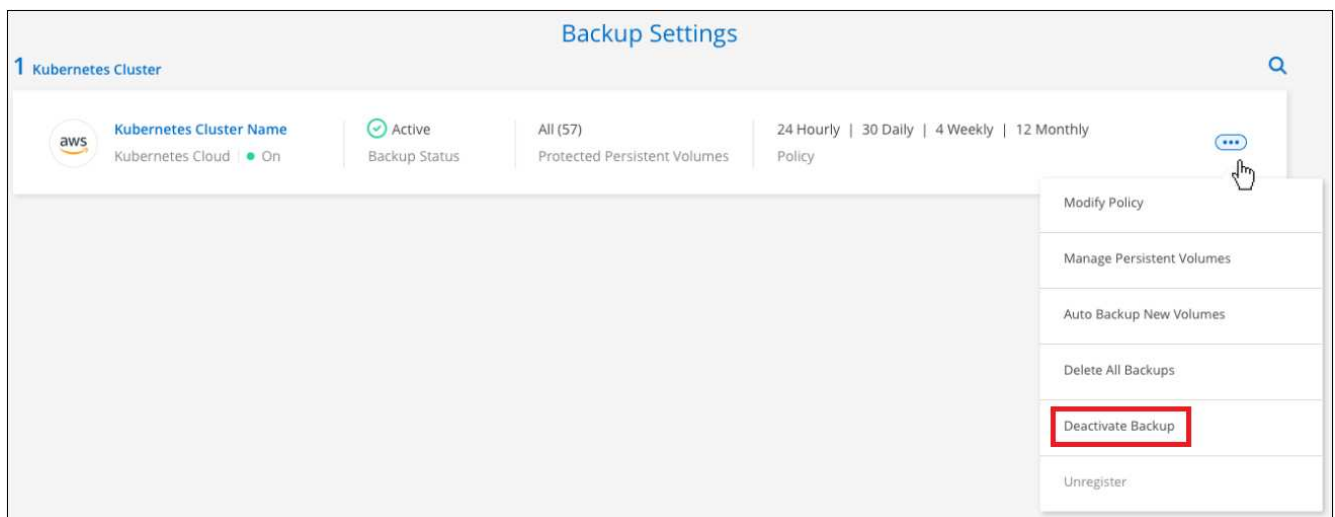 Backup Settings
1 Kubernetes Cluster
aws
Kubernetes Cluster Name
Kubernetes Cloud | On
Active
Backup Status
All (57)
Protected Persistent Volumes
24 Hourly | 30 Daily | 4 Weekly | 12 Monthly
Policy
Modify Policy
Manage Persistent Volumes
Auto Backup New Volumes
Delete All Backups
Deactivate Backup
Unregister